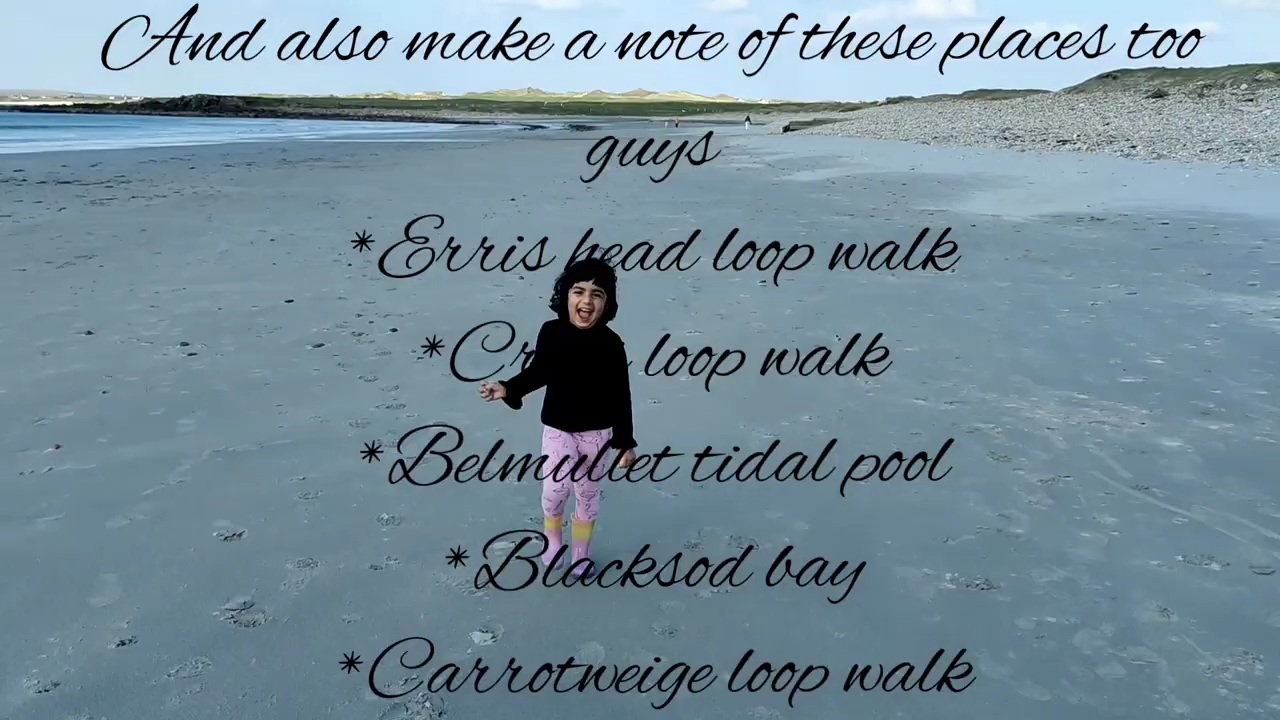 And also make a note of these places too
guys
*Erris head loop walk
* loop walk
*Belmullet tidal pool
*Blacksod bay
*Carrotweige loop walk